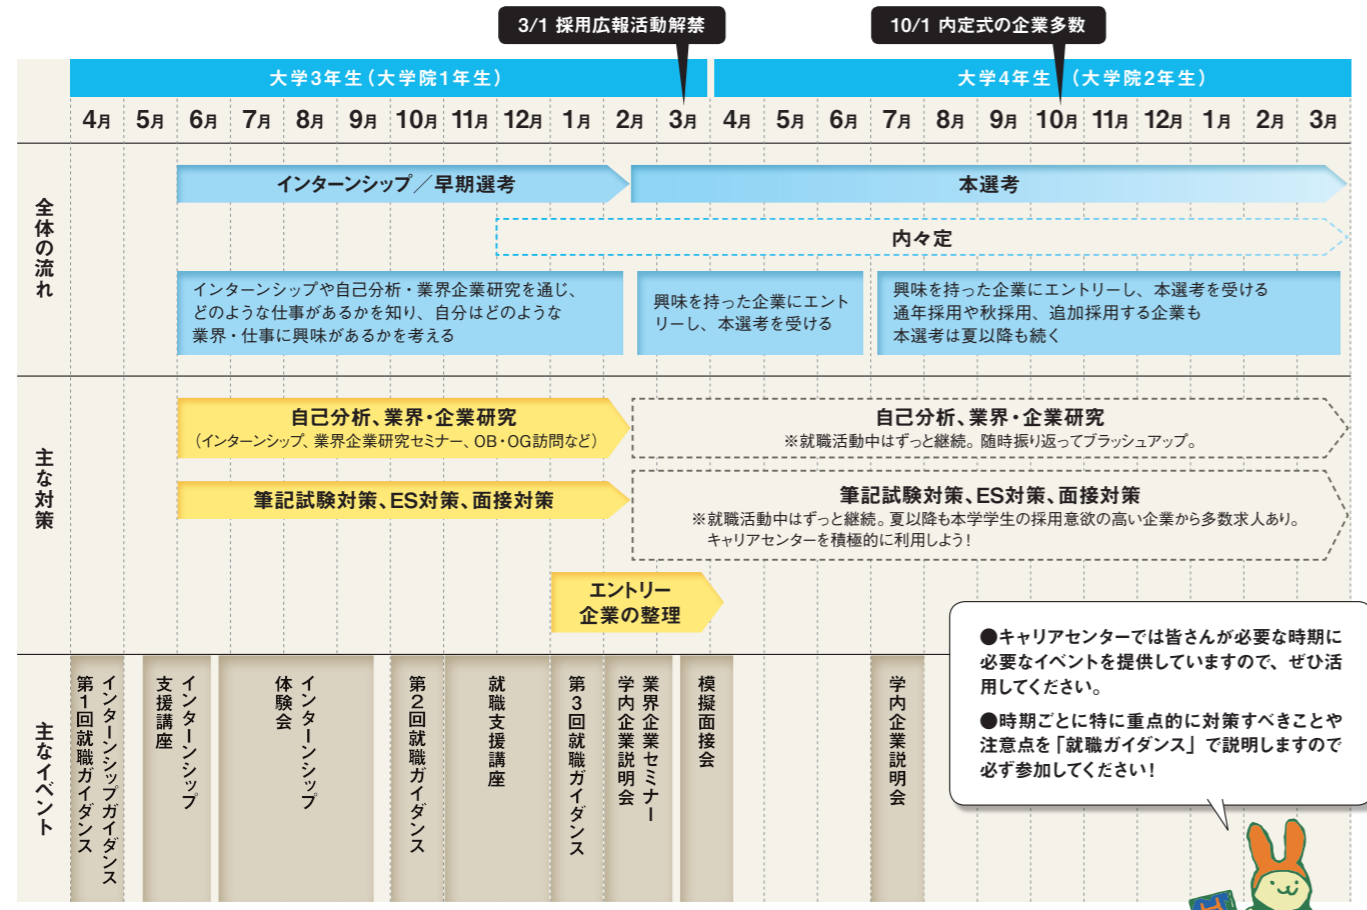 3/1 採用広報活動解禁
10/1 内定式の企業多数
大学3年生（大学院1年生）
大学4年生 （大学院2年生）
4月 5月 6月 7月 8月 9月 10月 11月 12月 1月 2月 3月 4月 5月 6月 7月 8月 9月 10月 11月 12月 1月 2月 3月
全体の流れ
インターンシップ／早期選考
本選考
内々定
インターンシップや自己分析・業界企業研究を通じ、
どのような仕事があるかを知り、自分はどのような
業界・仕事に興味があるかを考える
興味を持った企業にエント
リーし、本選考を受ける
興味を持った企業にエントリーし、本選考を受ける
通年採用や秋採用、追加採用する企業も
本選考は夏以降も続く
主な対策
自己分析、業界・企業研究
（インターンシップ、業界企業研究セミナー、OB・OG訪問など）
自己分析、業界・企業研究
※就職活動中はずっと継続。随時振り返ってブラッシュアップ。
筆記試験対策、ES対策、面接対策
筆記試験対策、ES対策、面接対策
※就職活動中はずっと継続。夏以降も本学学生の採用意欲の高い企業から多数求人あり。
キャリアセンターを積極的に利用しよう！
エントリー
企業の整理
主なイベント
インターンシップガイダンス
第1回就職ガイダンス
インターンシップ
支援講座
インターンシップ
体験会
第2回就職ガイダンス
就職支援講座
第3回就職ガイダンス
業界企業セミナー
学内企業説明会
模擬面接会
学内企業説明会
●キャリアセンターでは皆さんが必要な時期に
必要なイベントを提供していますので、ぜひ活
用してください。
●時期ごとに特に重点的に対策すべきことや
注意点を「就職ガイダンス」で説明しますので
必ず参加してください！